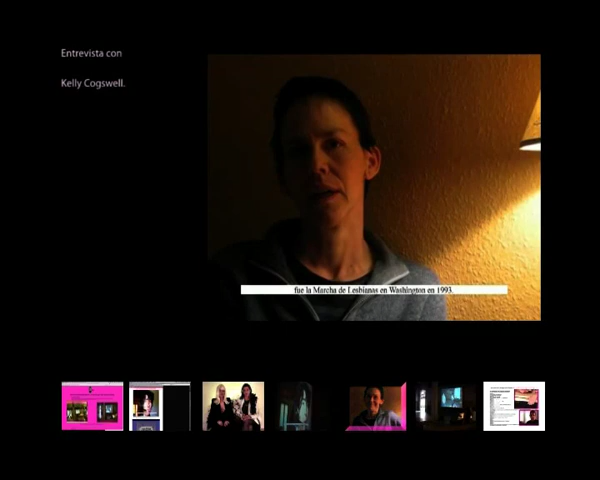 Entrevista con
Kelly Cogswell.
fue la Marcha de Lesbianas en Washington en 1993.